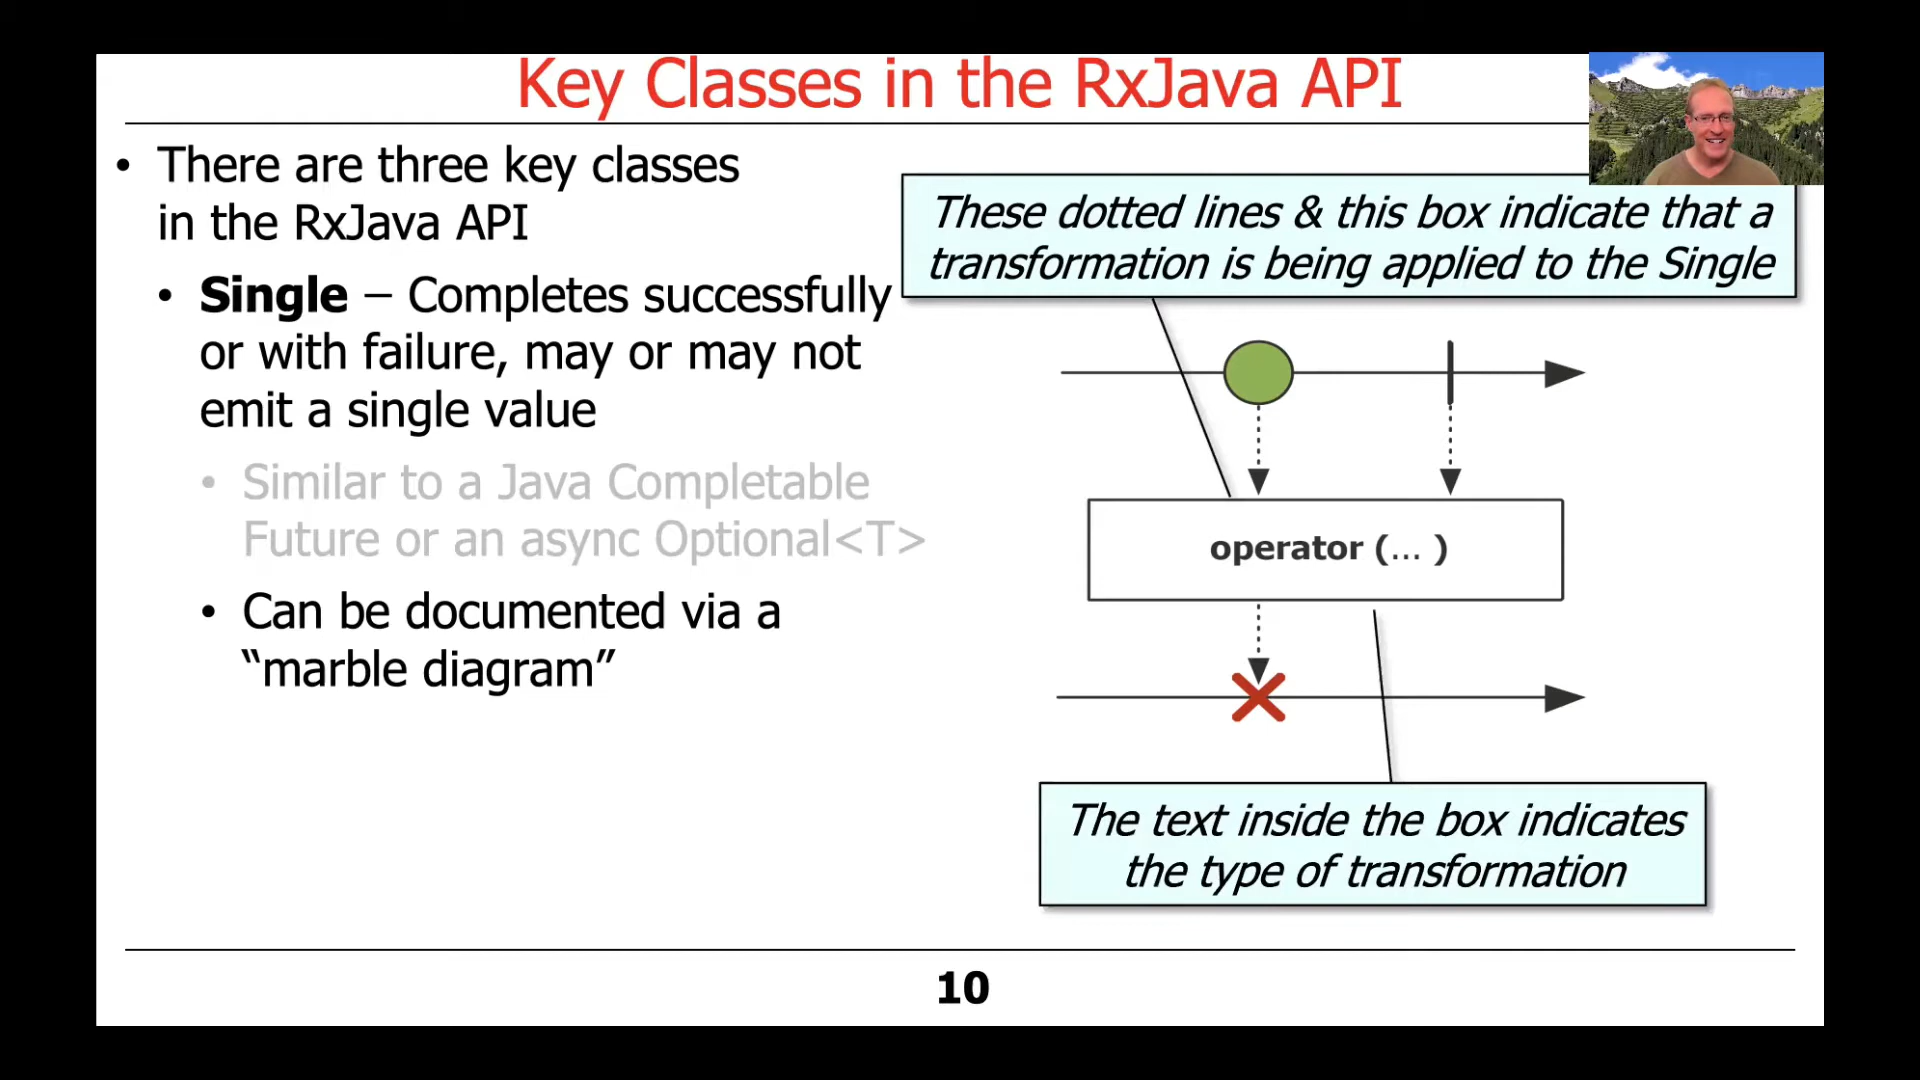 Key Classes in the RxJava API
• There are three key classes
in the RxJava API
• Single – Completes successfully
or with failure, may or may not
emit a single value
• Similar to a Java Completable
Future or an async Optional<T>
• Can be documented via a
“marble diagram”
These dotted lines & this box indicate that a
transformation is being applied to the Single
operator (... )
The text inside the box indicates
the type of transformation
10